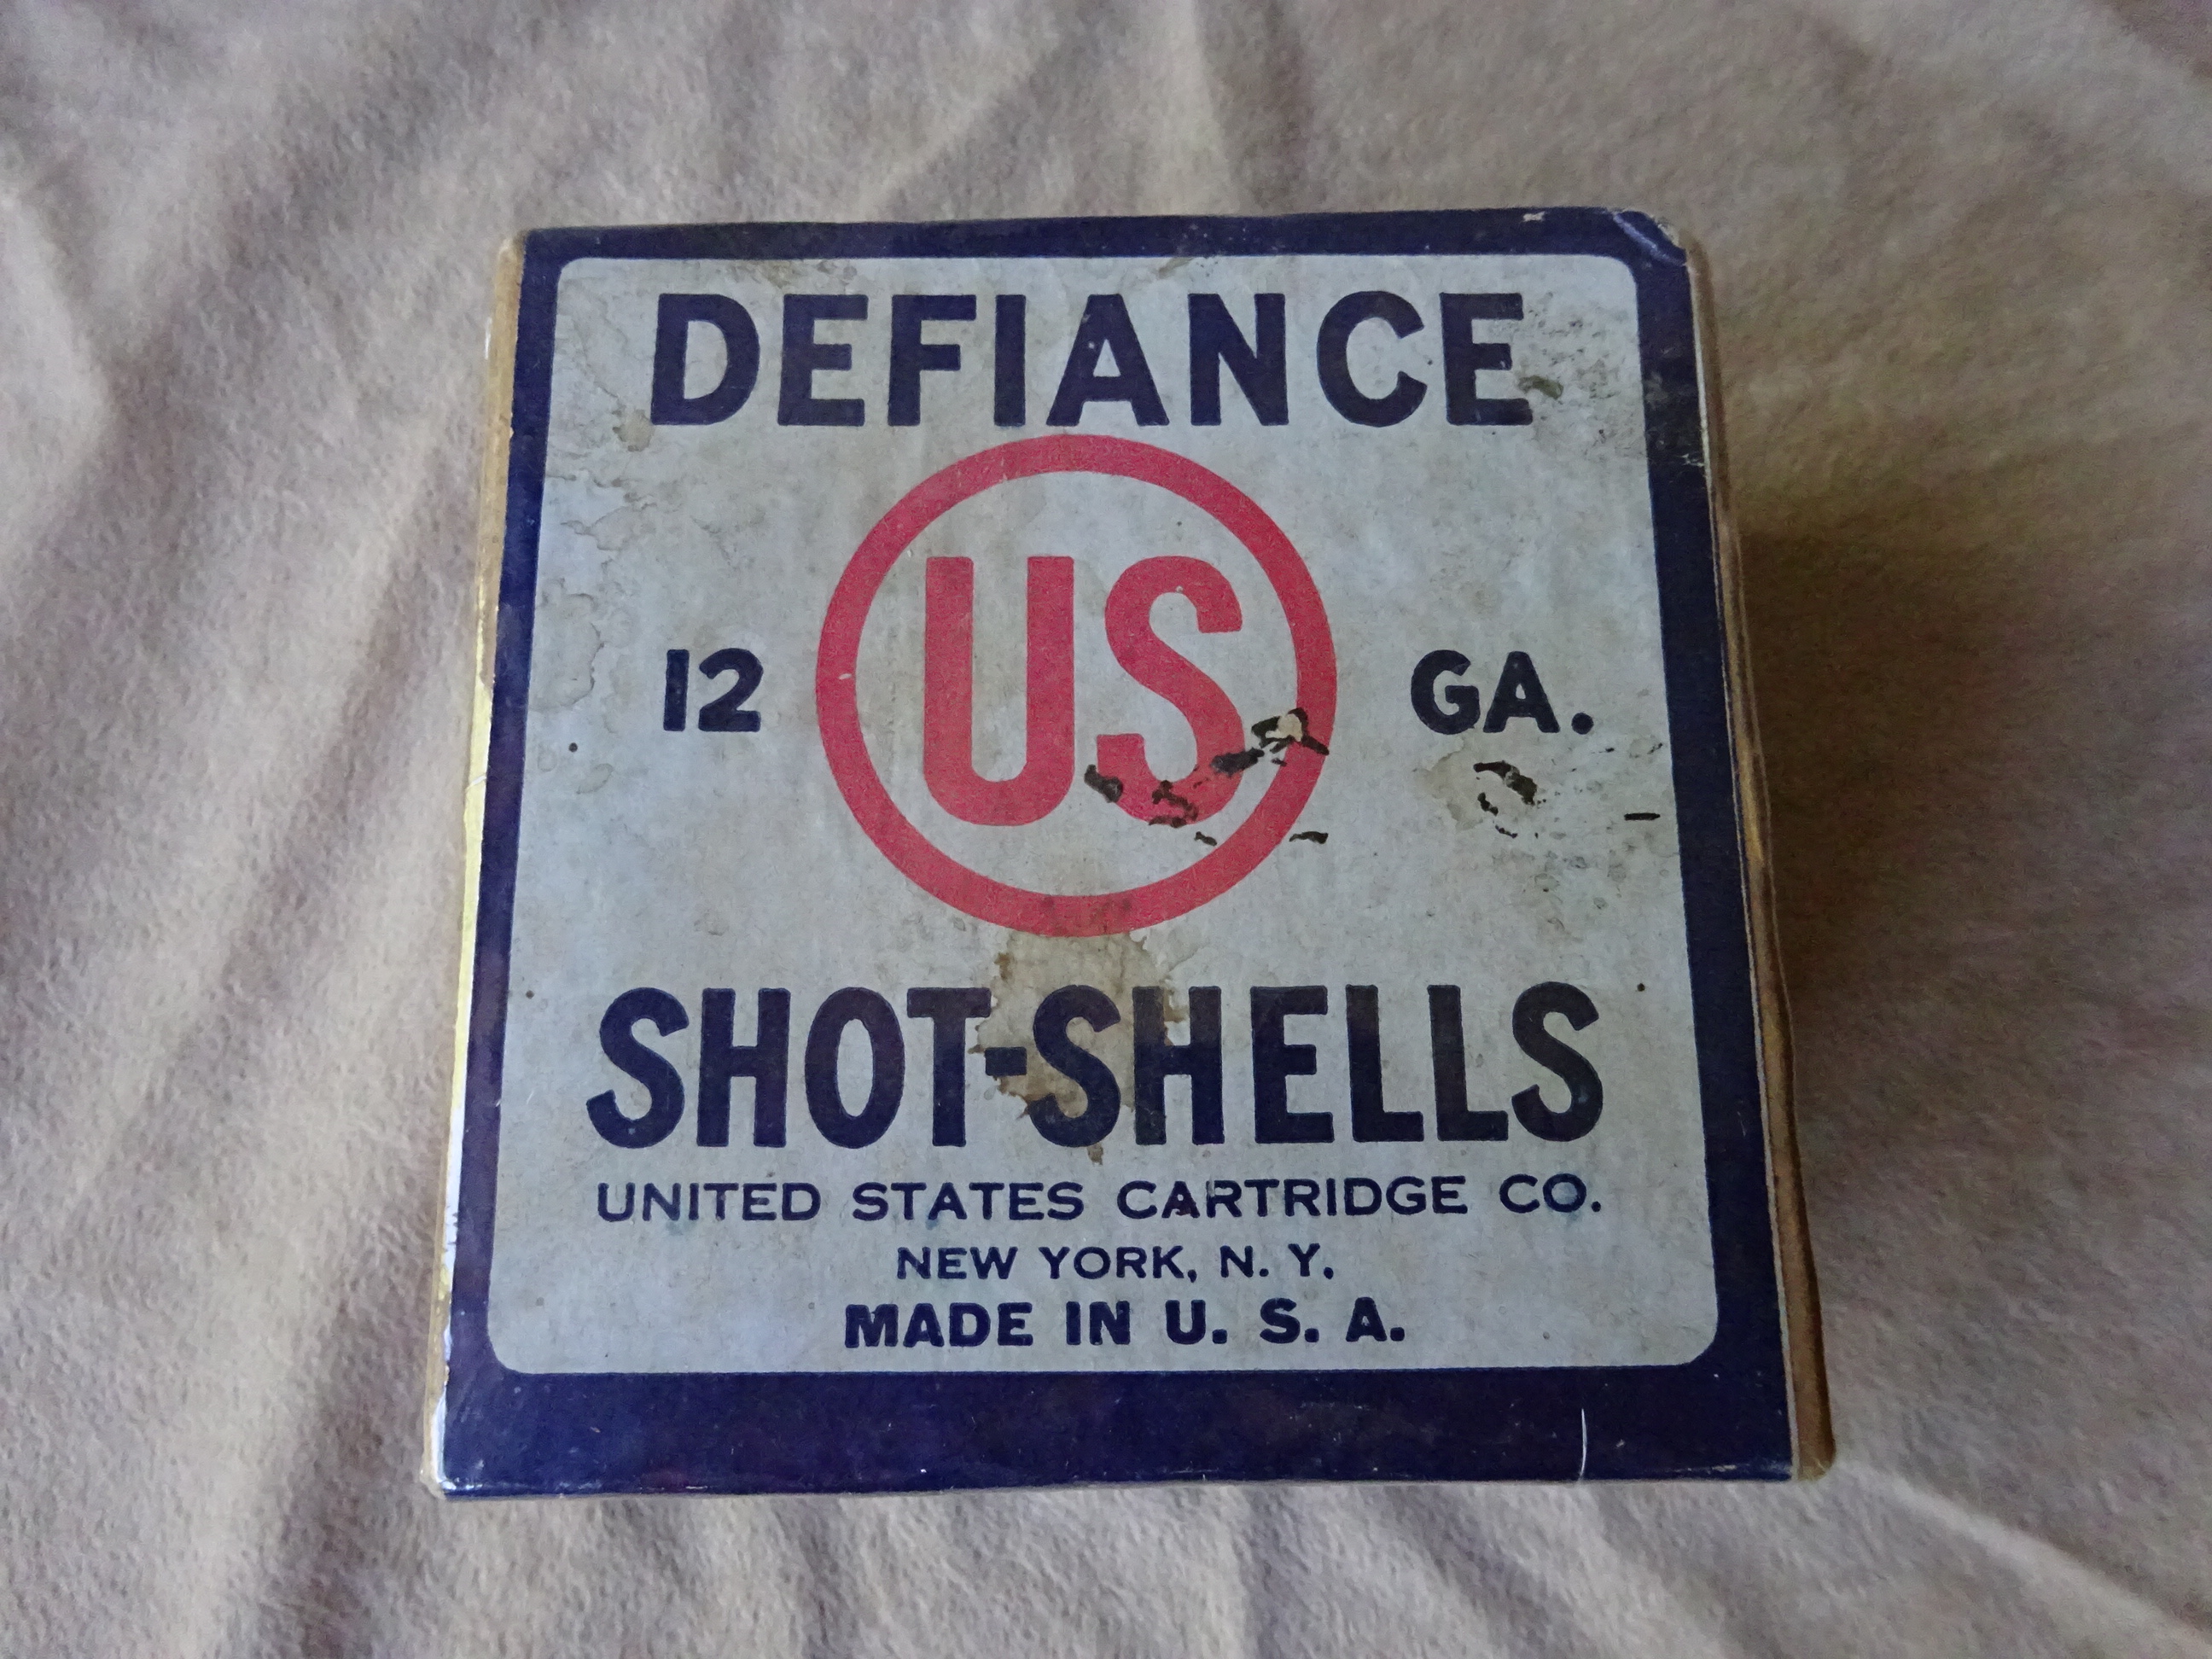 DEFIANCE
12 US GA.
SHOT-SHELLS
UNITED STATES CARTRIDGE CO.
NEW YORK, N. Y.
MADE IN U. S. A.